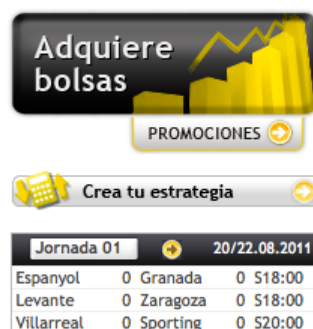 Adquiere
bolsas
PROMOCIONES
Crea tu estrategia
Jornada 01 20/22.08.2011
Espanyol 0 Granada 0 S18:00
Levante 0 Zaragoza 0 S18:00
Villarreal 0 Sporting 0 S20:00